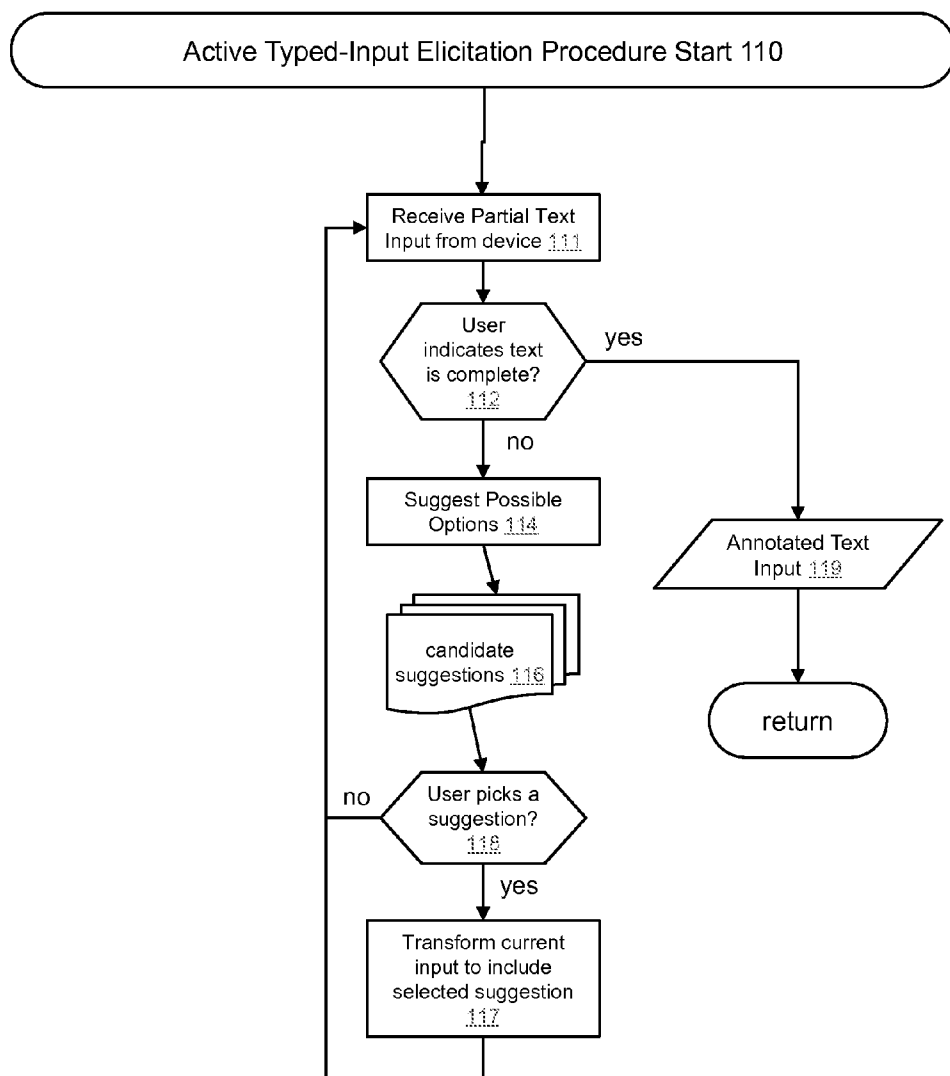 Active Typed-Input Elicitation Procedure Start 110
Receive Partial Text
Input from device 111
User
indicates text
is complete?
112
yes
no
Suggest Possible
Options 114
Annotated Text
Input 119
candidate
suggestions 116
return
no
User picks a
suggestion?
118
yes
Transform current
input to include
selected suggestion
117